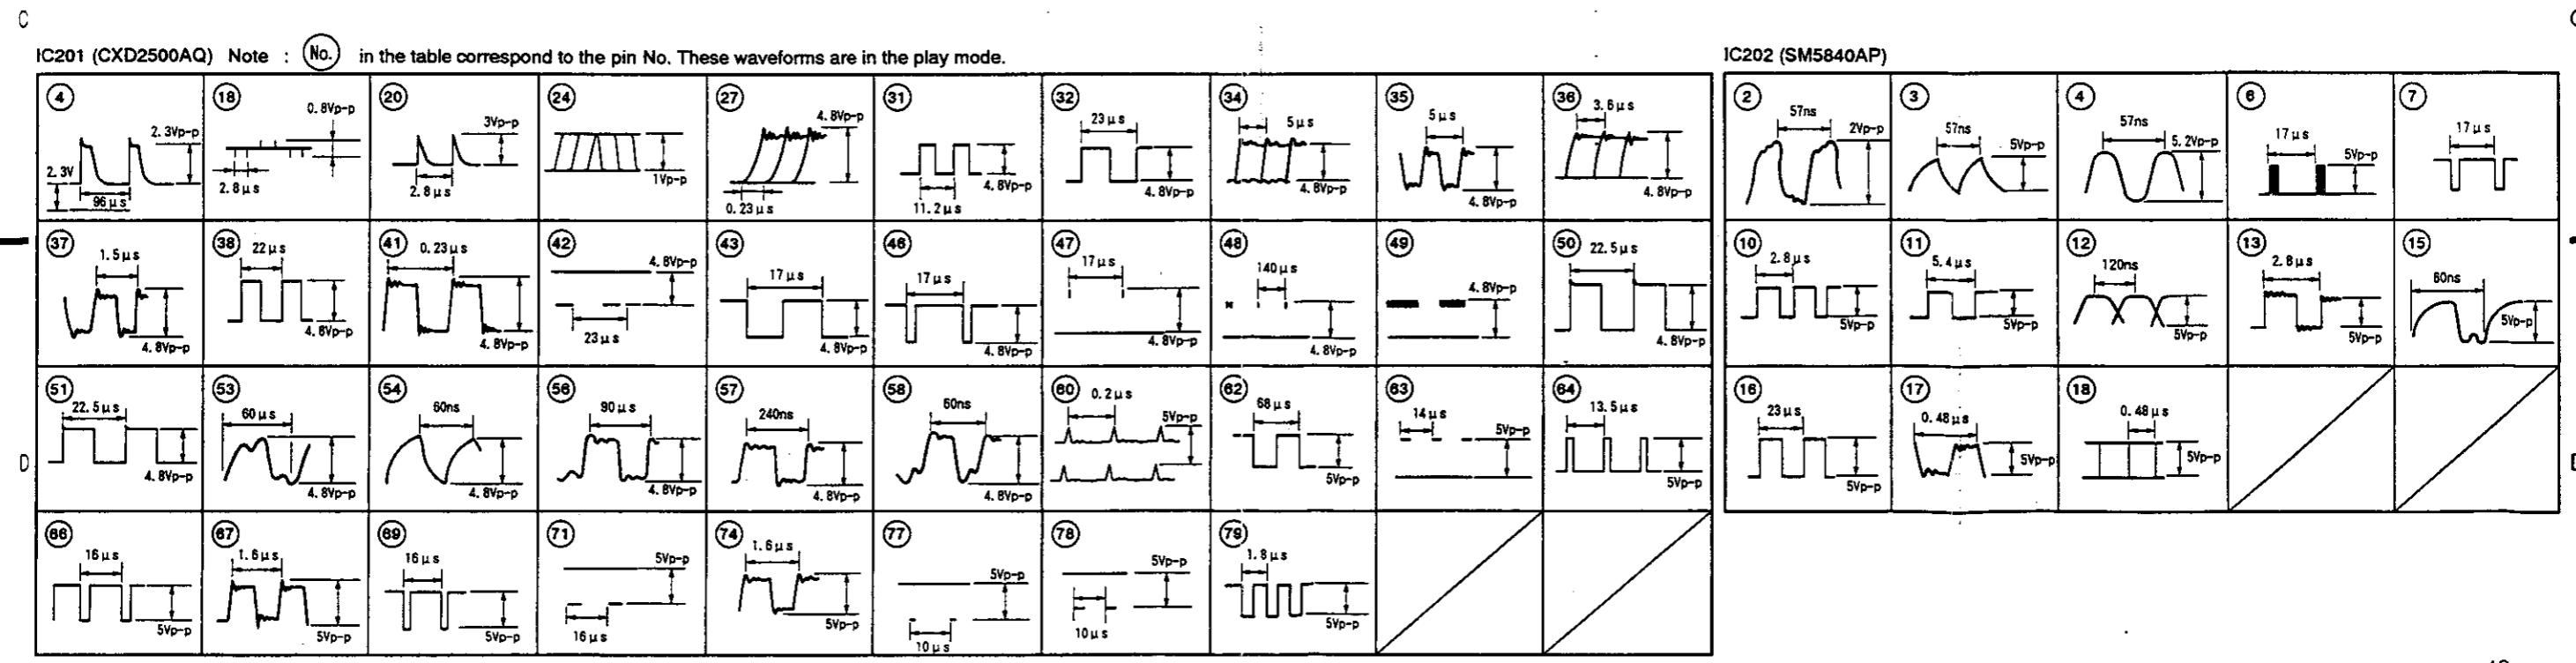 C
IC201 (CXD2500AQ) Note : No. in the table correspond to the pin No. These waveforms are in the play mode.
4 2.3Vp-p 2.3V 96μs
18 0.8Vp-p 2.8μs
20 3Vp-p 2.8μs
24 1Vp-p
27 4.8Vp-p 0.23μs
31 4.8Vp-p 11.2μs
32 23μs 4.8Vp-p
34 5μs 4.8Vp-p
35 5μs 4.8Vp-p
36 3.6μs 4.8Vp-p
37 1.5μs 4.8Vp-p
38 22μs 4.8Vp-p
41 0.23μs 4.8Vp-p
42 4.8Vp-p 23μs
43 17μs 4.8Vp-p
46 17μs 4.8Vp-p
47 17μs 4.8Vp-p
48 140μs 4.8Vp-p
49 4.8Vp-p
50 22.5μs 4.8Vp-p
51 22.5μs 4.8Vp-p
53 60μs 4.8Vp-p
54 60ns 4.8Vp-p
56 90μs 4.8Vp-p
57 240ns 4.8Vp-p
58 60ns 4.8Vp-p
60 0.2μs 5Vp-p
62 68μs 5Vp-p
63 14μs 5Vp-p
64 13.5μs 5Vp-p
66 16μs 5Vp-p
67 1.6μs 5Vp-p
69 16μs 5Vp-p
71 5Vp-p 16μs
74 1.6μs 5Vp-p
77 5Vp-p 10μs
78 5Vp-p 10μs
79 1.8μs 5Vp-p
D
IC202 (SM5840AP)
2 57ns 2Vp-p
3 57ns 5Vp-p
4 57ns 5.2Vp-p
6 17μs 5Vp-p
7 17μs
10 2.8μs 5Vp-p
11 5.4μs 5Vp-p
12 120ns 5Vp-p
13 2.8μs 5Vp-p
15 60ns 5Vp-p
16 23μs 5Vp-p
17 0.48μs 5Vp-p
18 0.48μs 5Vp-p